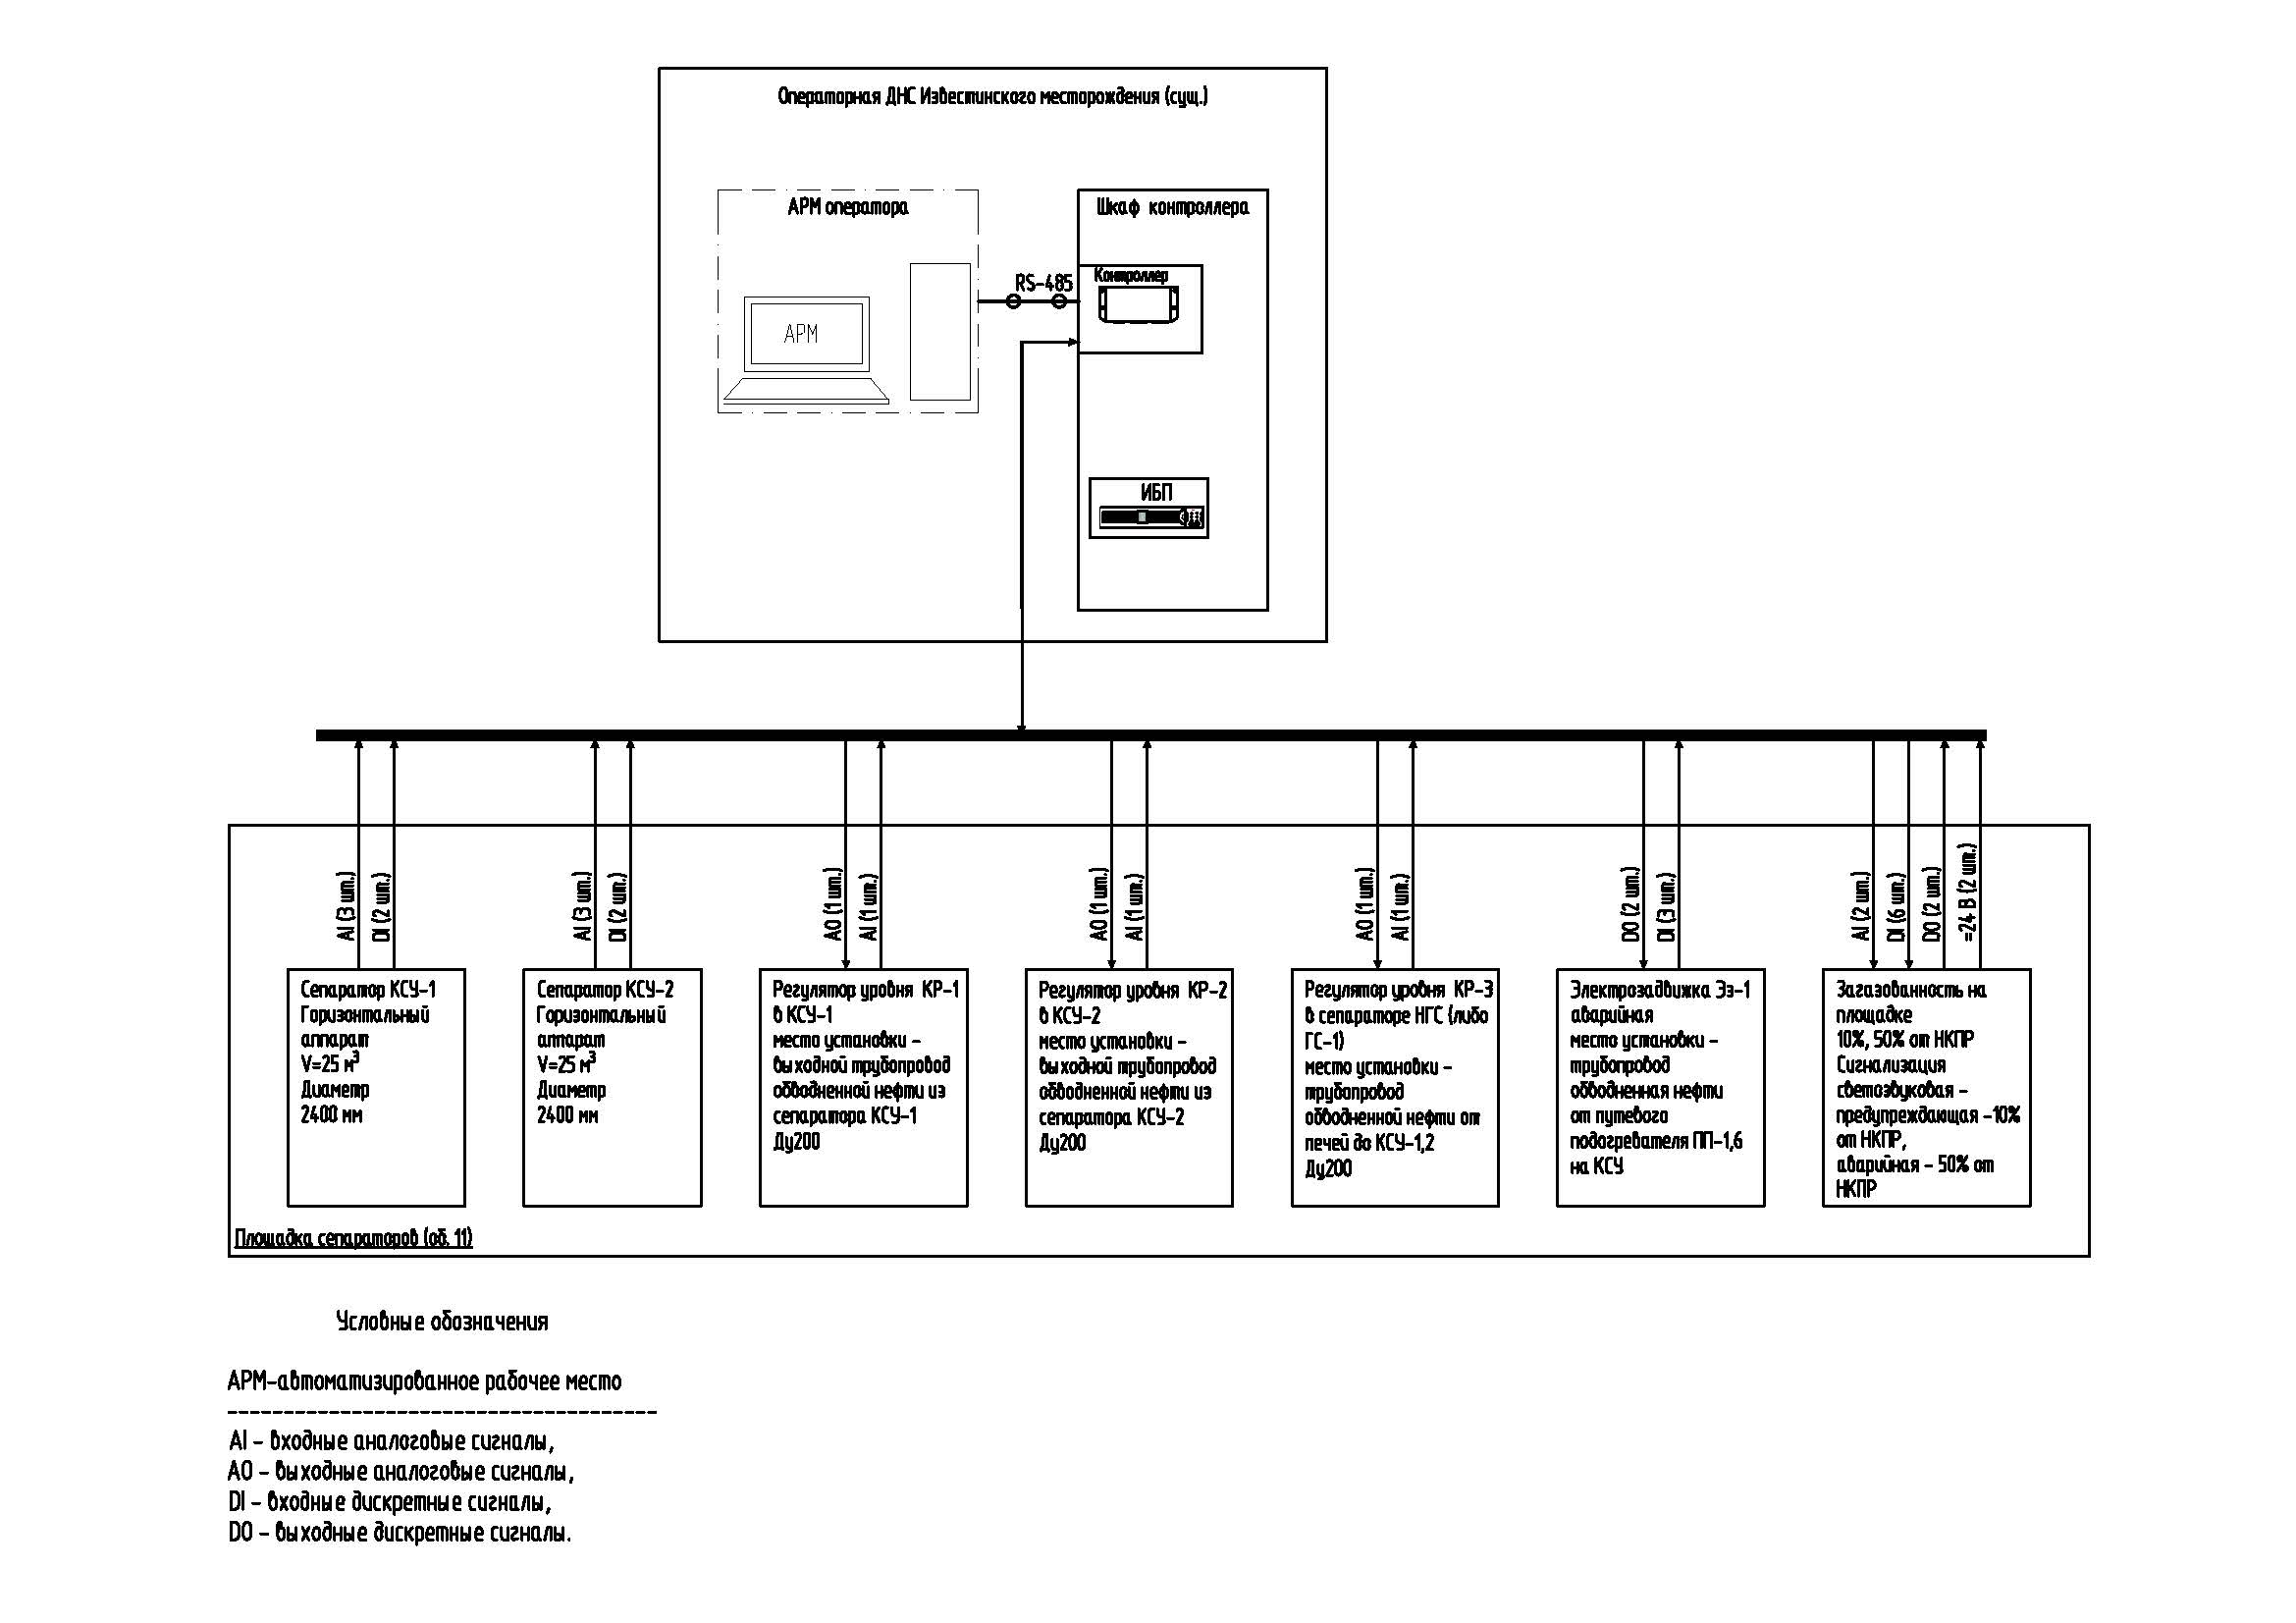 Операторная ДНС Известинского месторождения (сущ.)
АРМ оператора
Шкаф контроллера
Контроллер
RS-485
АРМ
ИБП
AI (3 шт.)
DI (2 шт.)
AI (3 шт.)
DI (2 шт.)
AO (1 шт.)
AI (1 шт.)
AO (1 шт.)
AI (1 шт.)
AO (1 шт.)
AI (1 шт.)
DO (2 шт.)
DI (3 шт.)
AI (2 шт.)
DI (6 шт.)
DO (2 шт.)
=24 В (2 шт.)
Сепаратор КСУ-1
Горизонтальный
аппарат
V=25 м³
Диаметр
2400 мм
Сепаратор КСУ-2
Горизонтальный
аппарат
V=25 м³
Диаметр
2400 мм
Регулятор уровня КР-1
в КСУ-1
место установки -
выходной трубопровод
обводненной нефти из
сепаратора КСУ-1
Ду200
Регулятор уровня КР-2
в КСУ-2
место установки -
выходной трубопровод
обводненной нефти из
сепаратора КСУ-2
Ду200
Регулятор уровня КР-3
в сепараторе НГС (либо
ГС-1)
место установки -
трубопровод
обводненной нефти от
печей до КСУ-1,2
Ду200
Электрозадвижка Эз-1
аварийная
место установки -
трубопровод
обводненная нефти
от путевого
подогревателя ПП-1,6
на КСУ
Загазованность на
площадке
10%, 50% от НКПР
Сигнализация
светозвуковая -
предупреждающая -10%
от НКПР,
аварийная - 50% от
НКПР
Площадка сепараторов (об. 11)
Условные обозначения
АРМ-автоматизированное рабочее место
AI - входные аналоговые сигналы,
AO - выходные аналоговые сигналы,
DI - входные дискретные сигналы,
DO - выходные дискретные сигналы.